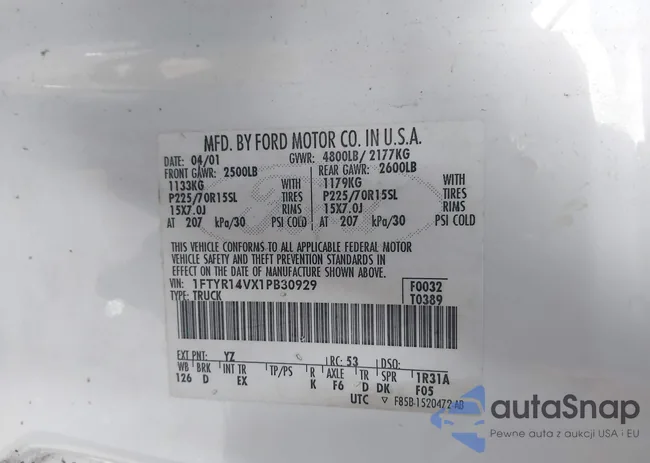 MFD. BY FORD MOTOR CO. IN U.S.A.
DATE: 04/01 GVWR: 4800LB/ 2177KG
FRONT GAWR: 2500LB REAR GAWR: 2600LB
1133KG WITH 1179KG WITH
P225/70R15SL TIRES P225/70R15SL TIRES
15X7.0J RIMS 15X7.0J RIMS
AT 207 kPa/30 PSI COLD AT 207 kPa/30 PSI COLD
THIS VEHICLE CONFORMS TO ALL APPLICABLE FEDERAL MOTOR
VEHICLE SAFETY AND THEFT PREVENTION STANDARDS IN
EFFECT ON THE DATE OF MANUFACTURE SHOWN ABOVE.
VIN: 1FTYR14VX1PB30929 F0032
TYPE: TRUCK T0389
EXT PNT: YZ RC: 53 DSO:
WB BRK INT TR TP/PS R AXLE TR SPR 1R31A
126 D EX K F6 D DK F05
UTC ▽ F85B-1520472-AB
autoSnap
Pewne auta z aukcji USA i EU